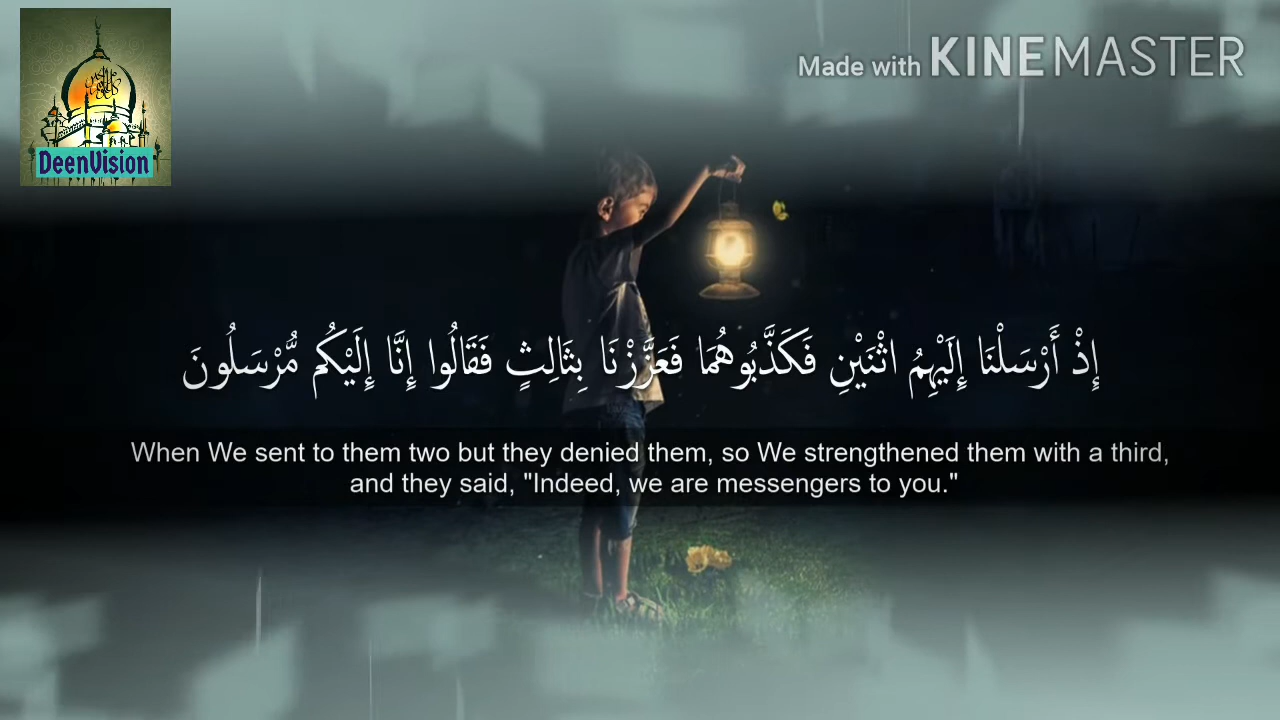 Made with KINEMASTER
DeenVision
إِذْ أَرْسَلْنَا إِلَيْهِمُ اثْنَيْنِ فَكَذَّبُوهُمَا فَعَزَّزْنَا بِثَالِثٍ فَقَالُوا إِنَّا إِلَيْكُم مُّرْسَلُونَ
When We sent to them two but they denied them, so We strengthened them with a third,
and they said, "Indeed, we are messengers to you."